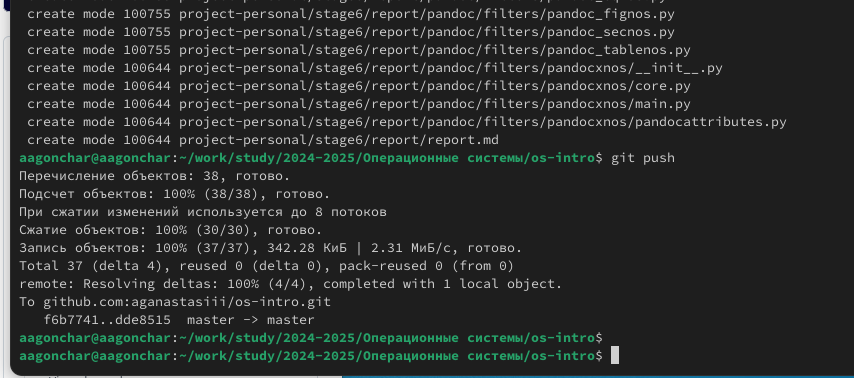 create mode 100755 project-personal/stage6/report/pandoc/filters/pandoc_fignos.py
create mode 100755 project-personal/stage6/report/pandoc/filters/pandoc_secnos.py
create mode 100755 project-personal/stage6/report/pandoc/filters/pandoc_tablenos.py
create mode 100644 project-personal/stage6/report/pandoc/filters/pandocxnos/__init__.py
create mode 100644 project-personal/stage6/report/pandoc/filters/pandocxnos/core.py
create mode 100644 project-personal/stage6/report/pandoc/filters/pandocxnos/main.py
create mode 100644 project-personal/stage6/report/pandoc/filters/pandocxnos/pandocattributes.py
create mode 100644 project-personal/stage6/report/report.md
aagonchar@aagonchar:~/work/study/2024-2025/Операционные системы/os-intro$ git push
Перечисление объектов: 38, готово.
Подсчет объектов: 100% (38/38), готово.
При сжатии изменений используется до 8 потоков
Сжатие объектов: 100% (30/30), готово.
Запись объектов: 100% (37/37), 342.28 КиБ | 2.31 МиБ/с, готово.
Total 37 (delta 4), reused 0 (delta 0), pack-reused 0 (from 0)
remote: Resolving deltas: 100% (4/4), completed with 1 local object.
To github.com:aganastasiii/os-intro.git
f6b7741..dde8515  master -> master
aagonchar@aagonchar:~/work/study/2024-2025/Операционные системы/os-intro$
aagonchar@aagonchar:~/work/study/2024-2025/Операционные системы/os-intro$